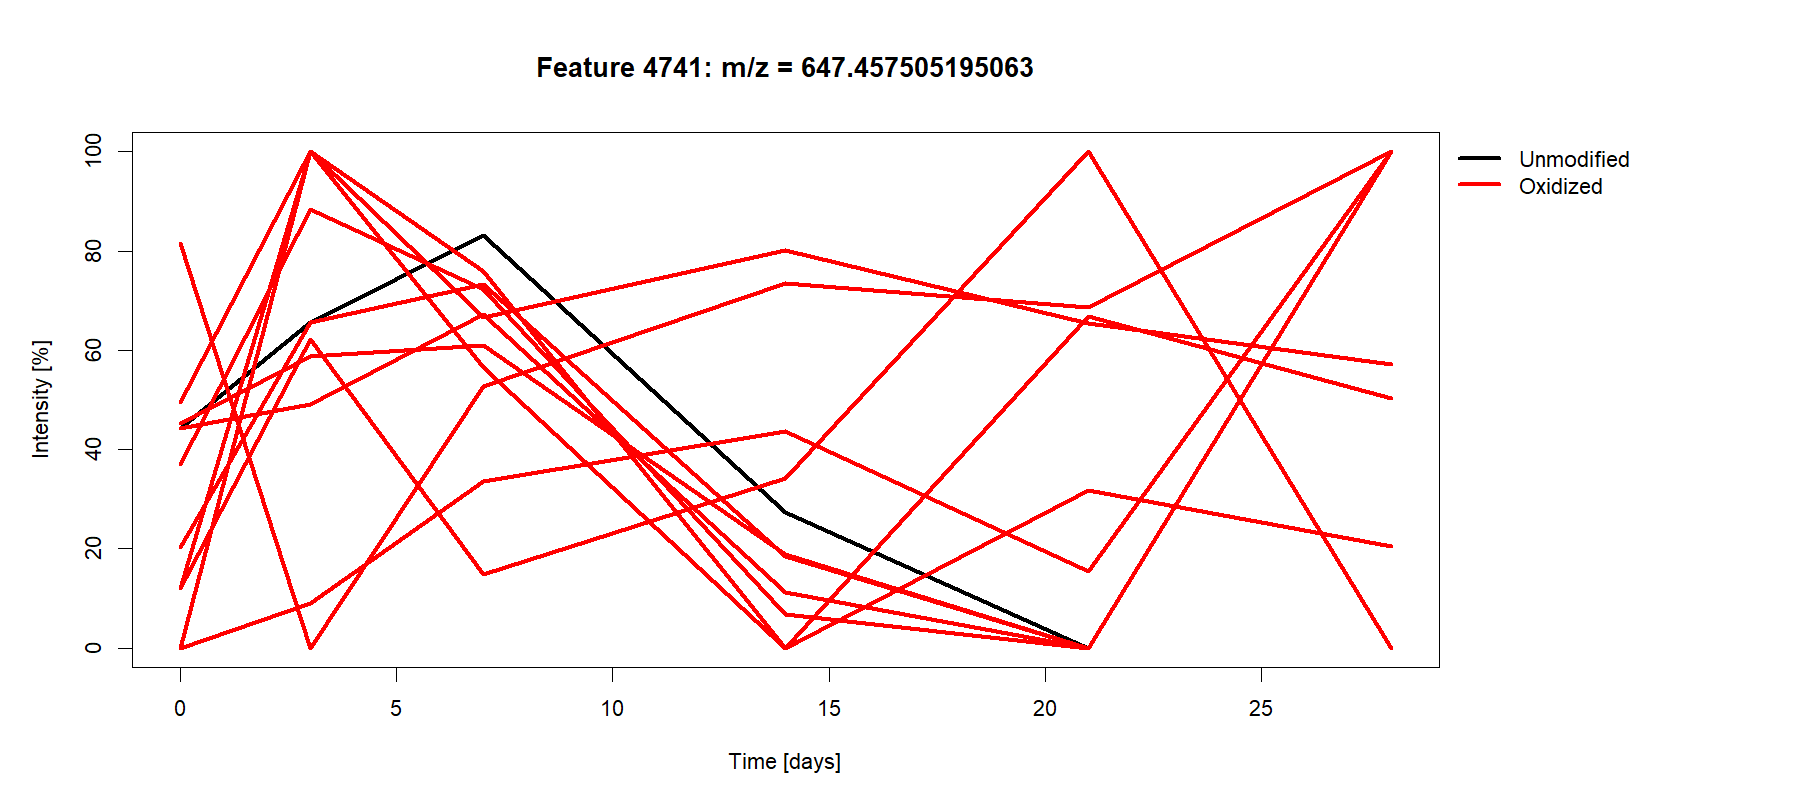 Feature 4741: m/z = 647.457505195063
Unmodified
Oxidized
Intensity [%]
100
80
60
40
20
0
0 5 10 15 20 25
Time [days]